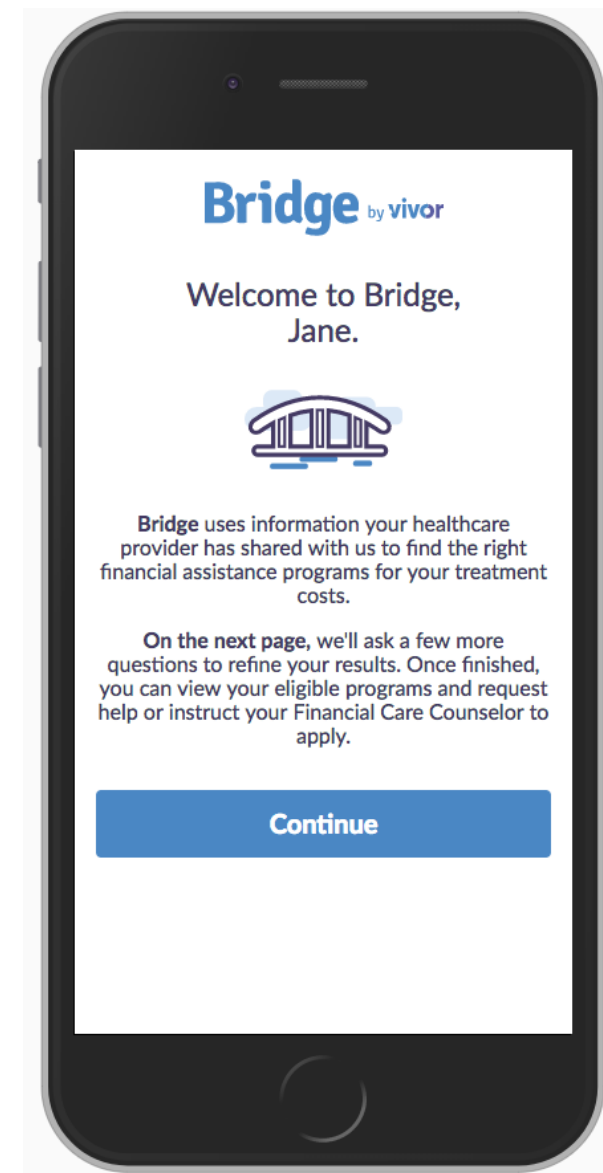 Bridge by vivor
Welcome to Bridge,
Jane.
Bridge uses information your healthcare
provider has shared with us to find the right
financial assistance programs for your treatment
costs.
On the next page, we'll ask a few more
questions to refine your results. Once finished,
you can view your eligible programs and request
help or instruct your Financial Care Counselor to
apply.
Continue